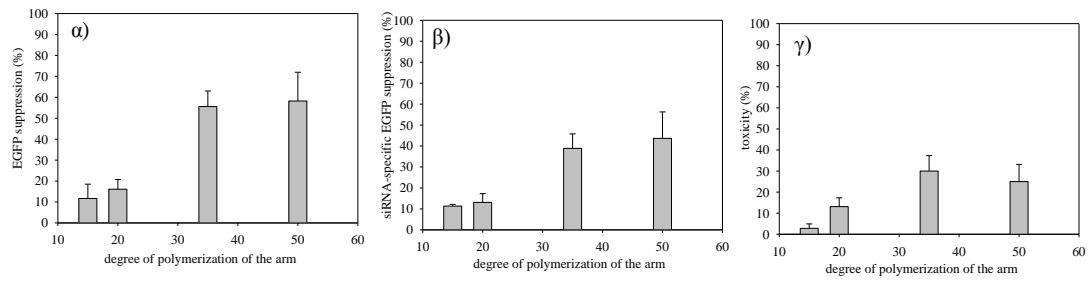 α)
EGFP suppression (%)
100
90
80
70
60
50
40
30
20
10
0
10 20 30 40 50 60
degree of polymerization of the arm
β)
siRNA-specific EGFP suppression (%)
100
90
80
70
60
50
40
30
20
10
0
10 20 30 40 50 60
degree of polymerization of the arm
γ)
toxicity (%)
100
90
80
70
60
50
40
30
20
10
0
10 20 30 40 50 60
degree of polymerization of the arm